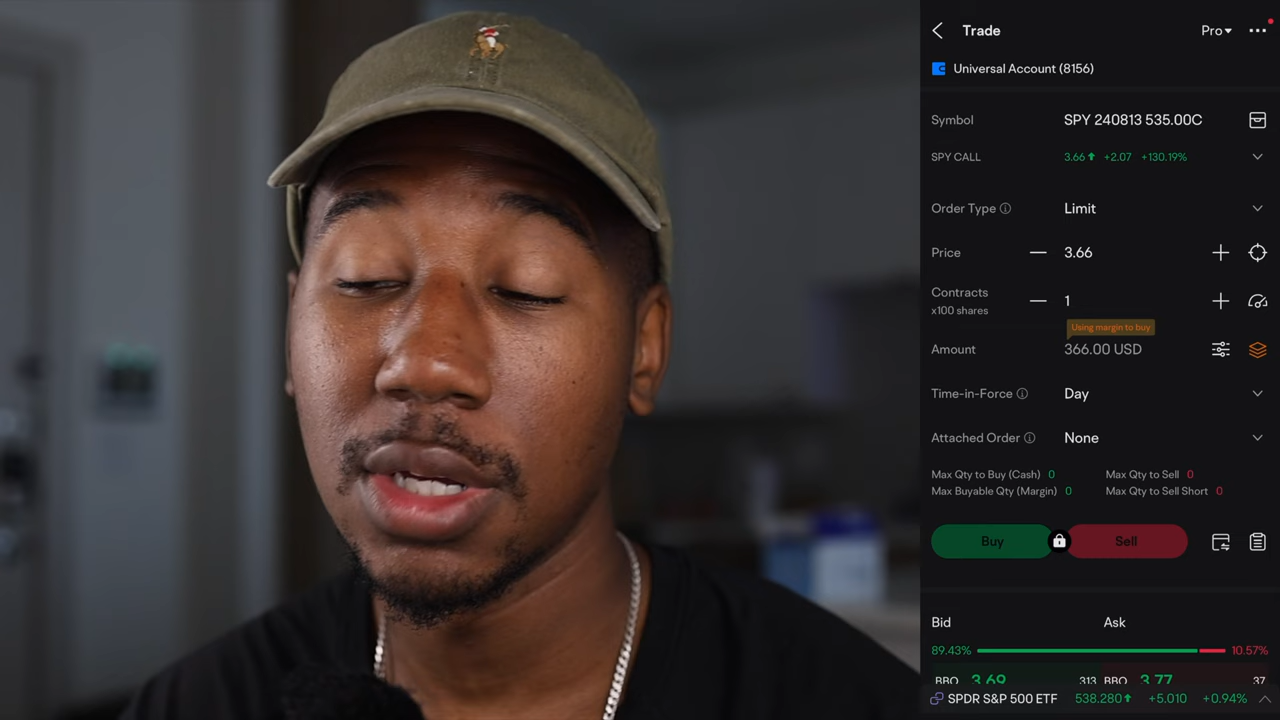 Trade
Pro
Universal Account (8156)
Symbol SPY 240813 535.00C
SPY CALL 3.66 +2.07 +130.19%
Order Type Limit
Price 3.66
Contracts
x100 shares
1
Using margin to buy
Amount 366.00 USD
Time-in-Force Day
Attached Order None
Max Qty to Buy (Cash) 0 Max Qty to Sell 0
Max Buyable Qty (Margin) 0 Max Qty to Sell Short 0
Buy Sell
Bid Ask
89.43% 10.57%
BBO 3.69 313 BBO 3.77 37
SPDR S&P 500 ETF 538.280 +5.010 +0.94%